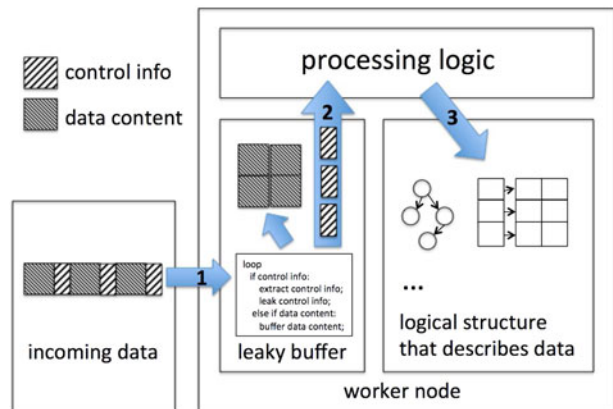 control info
data content
processing logic
2
3
1
loop
if control info:
extract control info;
leak control info;
else if data content:
buffer data content;
...
incoming data
leaky buffer
logical structure
that describes data
worker node